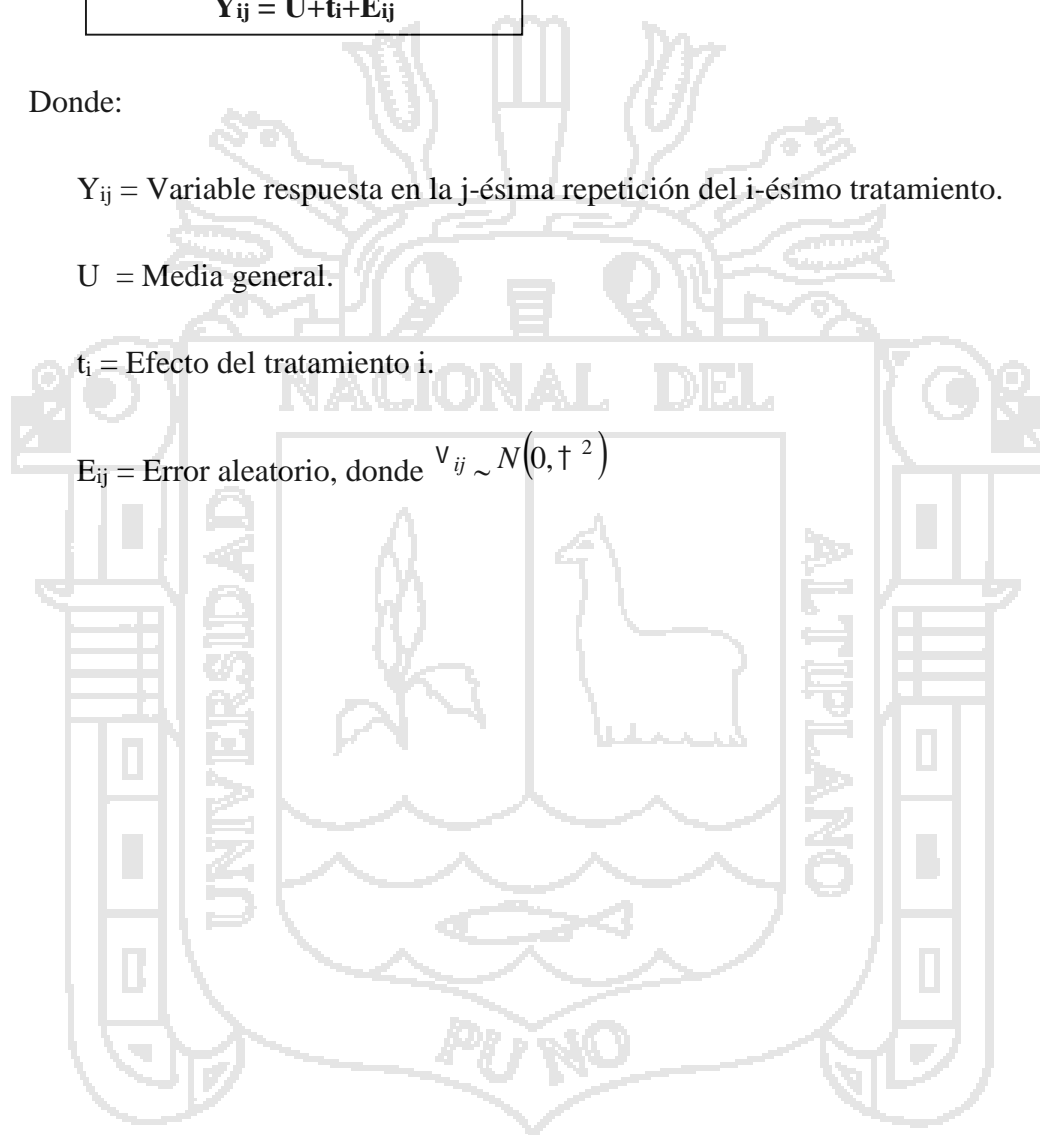 Yij = U+ti+Eij
Donde:
Yij = Variable respuesta en la j-ésima repetición del i-ésimo tratamiento.
U = Media general.
ti = Efecto del tratamiento i.
Eij = Error aleatorio, donde V ij ~ N(0, † 2)
NACIONAL DEL
UNIVERSIDAD
ALTIPLANO
PUNO